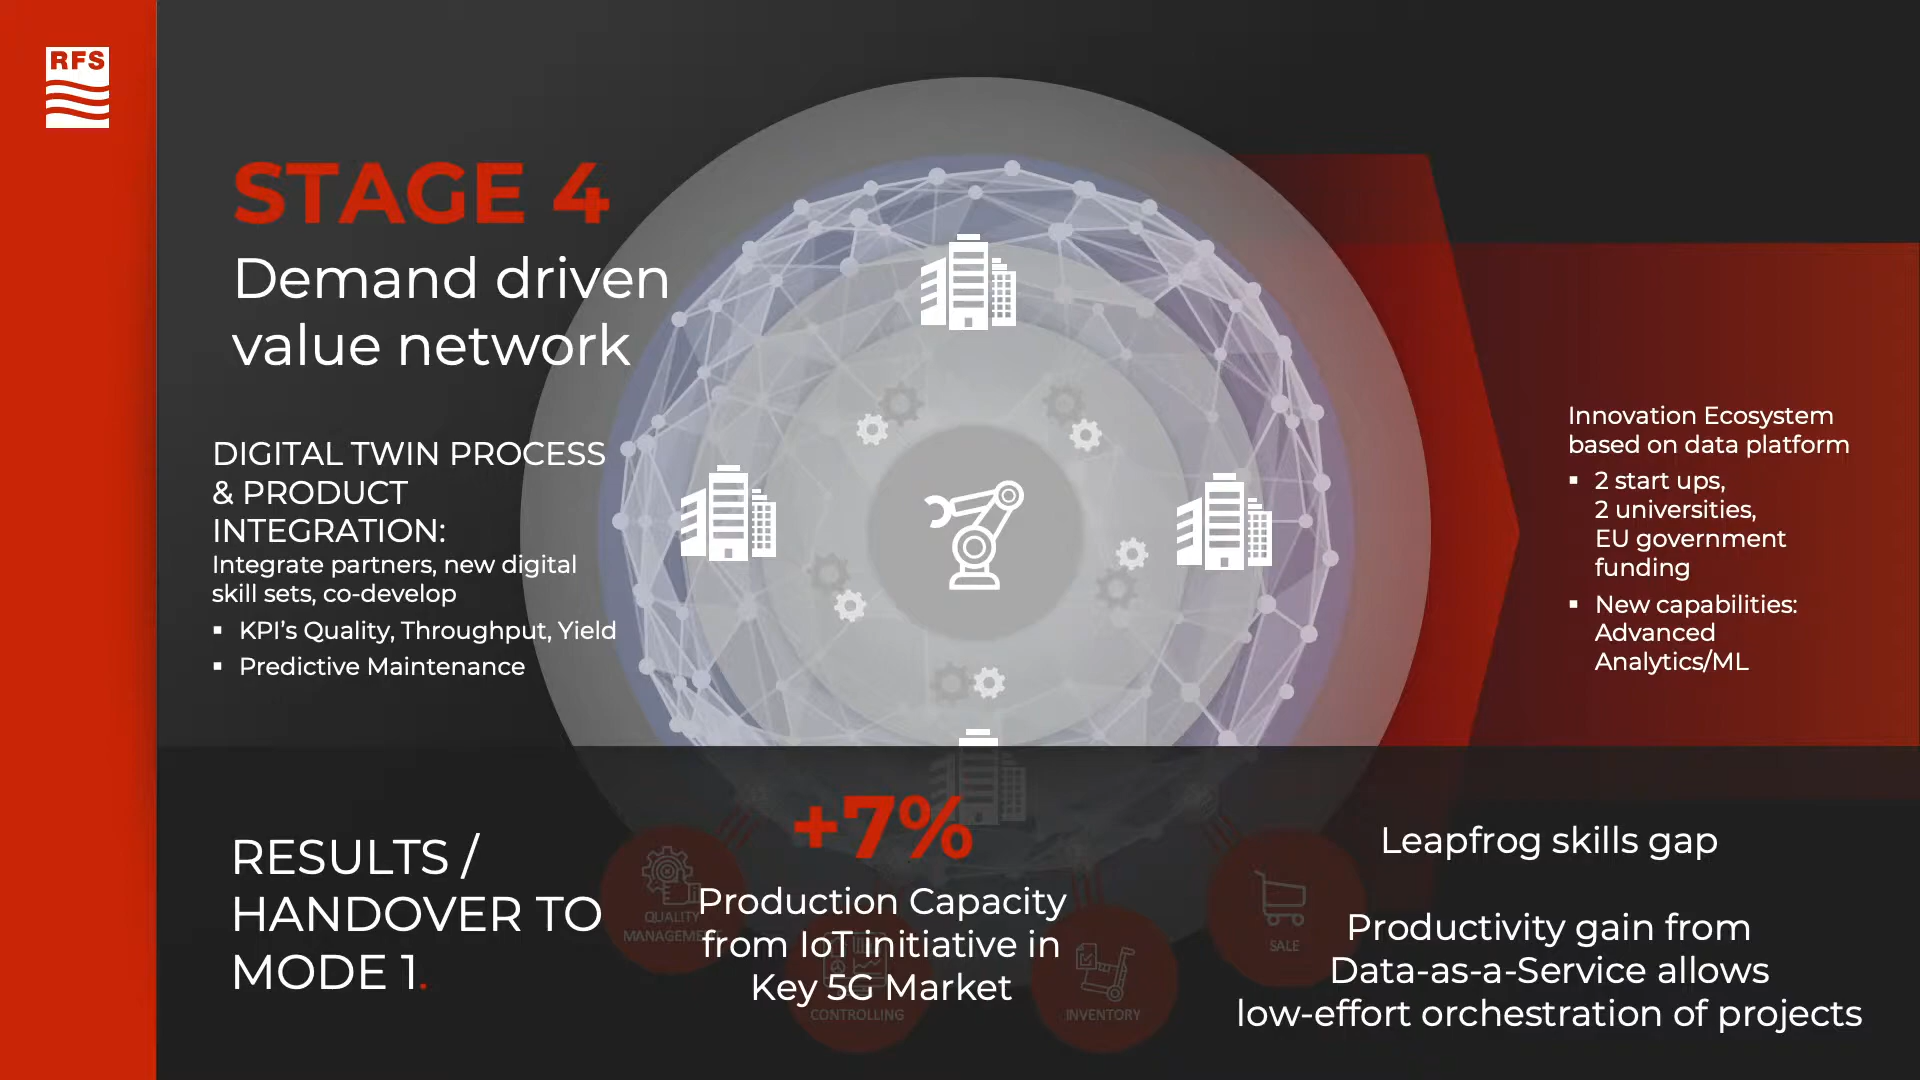 RFS
STAGE 4
Demand driven
value network
DIGITAL TWIN PROCESS
& PRODUCT
INTEGRATION:
Integrate partners, new digital
skill sets, co-develop
▪ KPI’s Quality, Throughput, Yield
▪ Predictive Maintenance
Innovation Ecosystem
based on data platform
▪ 2 start ups,
2 universities,
EU government
funding
▪ New capabilities:
Advanced
Analytics/ML
RESULTS /
HANDOVER TO
MODE 1.
+7%
Production Capacity
from IoT initiative in
Key 5G Market
Leapfrog skills gap
Productivity gain from
Data-as-a-Service allows
low-effort orchestration of projects
QUALITY
MANAGEMENT
CONTROLLING
INVENTORY
SALE